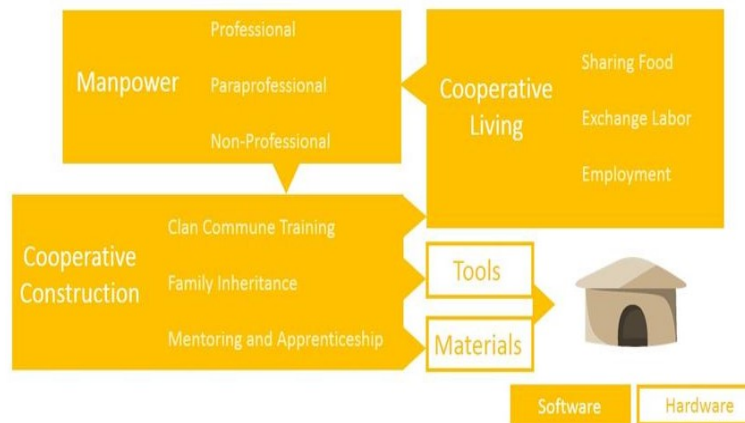 Manpower
Professional
Paraprofessional
Non-Professional
Cooperative
Living
Sharing Food
Exchange Labor
Employment
Cooperative
Construction
Clan Commune Training
Family Inheritance
Mentoring and Apprenticeship
Tools
Materials
Software
Hardware